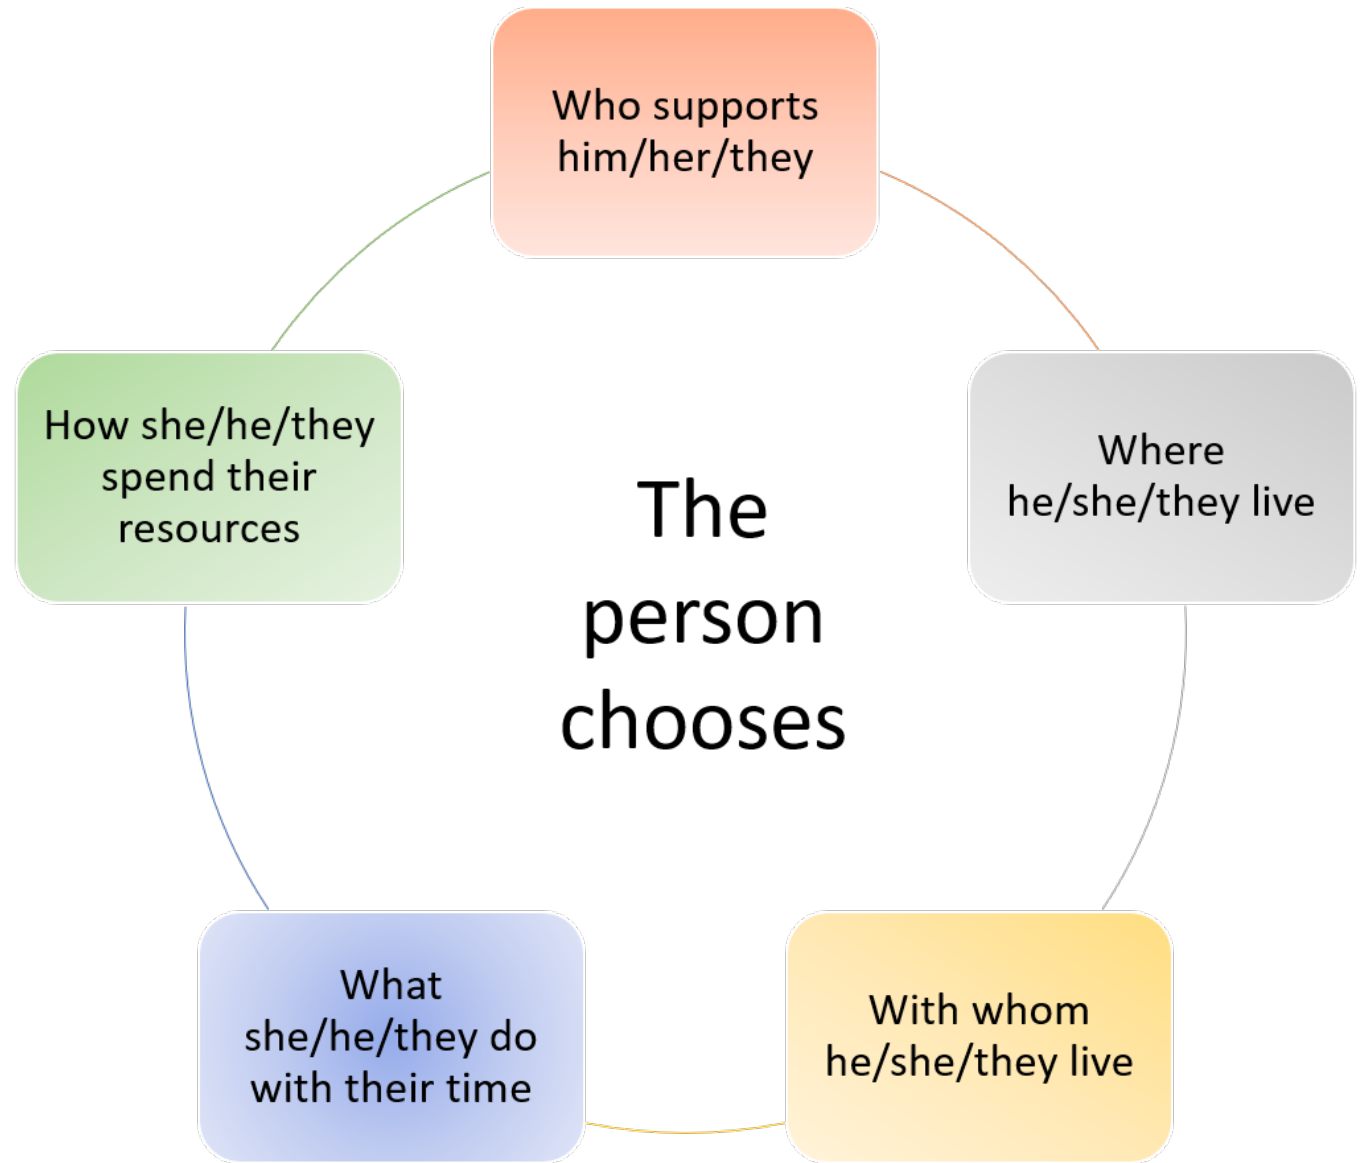 Who supports
him/her/they
Where
he/she/they live
With whom
he/she/they live
What
she/he/they do
with their time
How she/he/they
spend their
resources
The
person
chooses